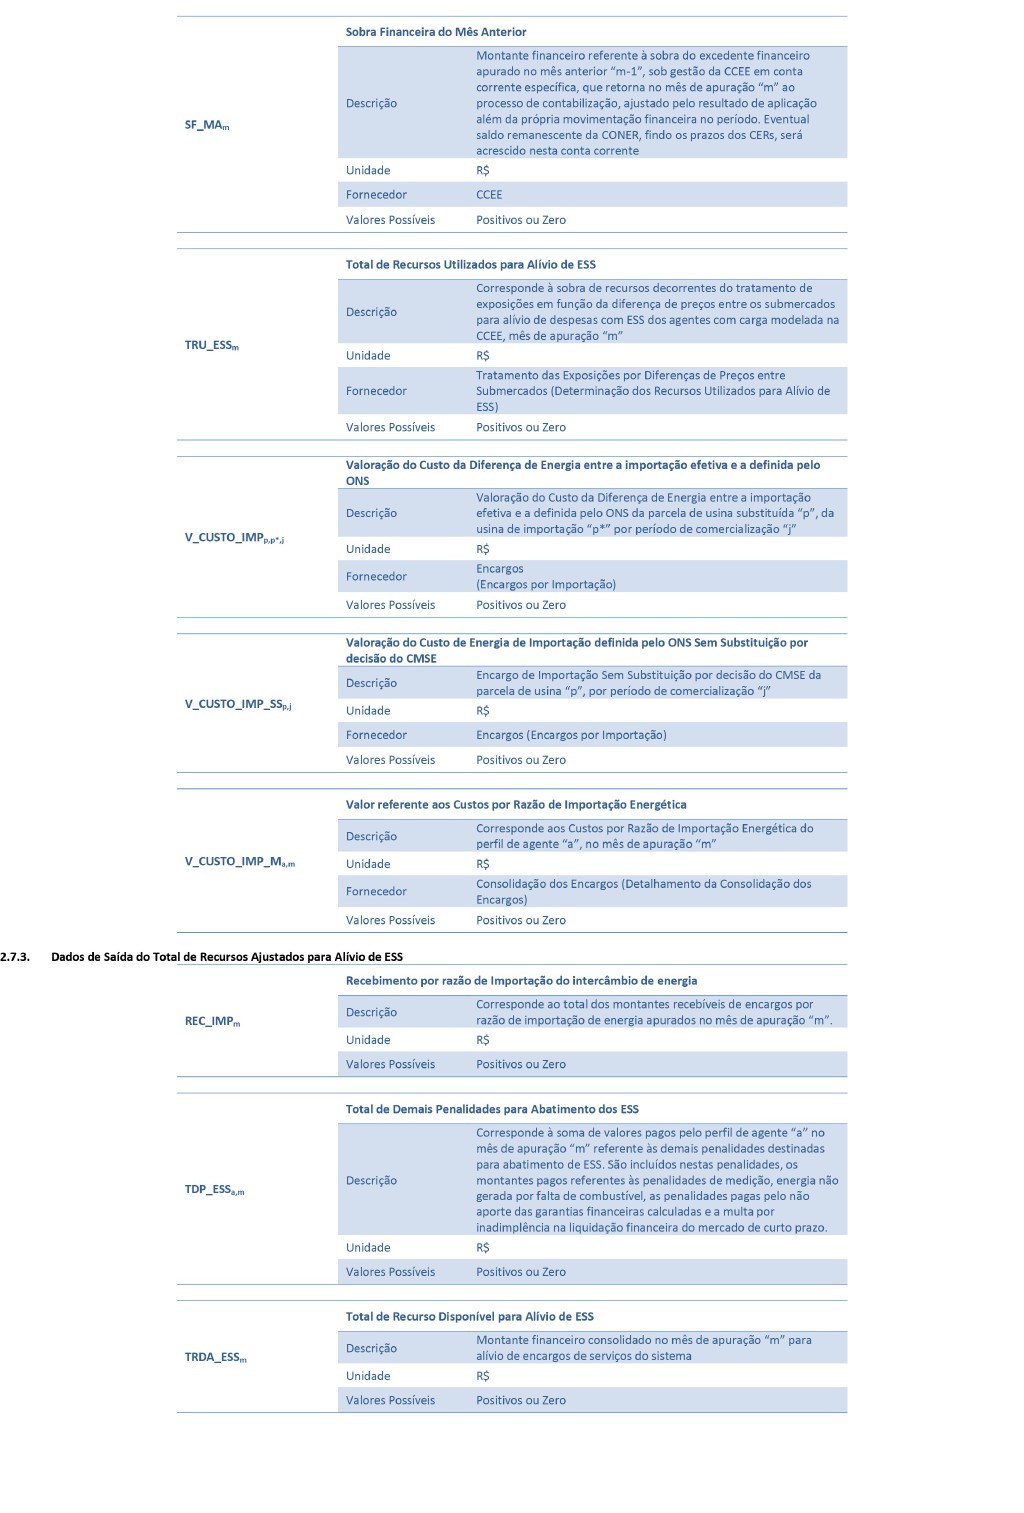 Sobra Financeira do Mês Anterior
SF_MAm
Descrição
Montante financeiro referente à sobra do excedente financeiro
apurado no mês anterior “m-1”, sob gestão da CCEE em conta
corrente específica, que retorna no mês de apuração “m” ao
processo de contabilização, ajustado pelo resultado de aplicação
além da própria movimentação financeira no período. Eventual
saldo remanescente da CONER, findo os prazos dos CERs, será
acrescido nesta conta corrente
Unidade R$
Fornecedor CCEE
Valores Possíveis Positivos ou Zero
Total de Recursos Utilizados para Alívio de ESS
TRU_ESSm
Descrição
Corresponde à sobra de recursos decorrentes do tratamento de
exposições em função da diferença de preços entre os submercados
para alívio de despesas com ESS dos agentes com carga modelada na
CCEE, mês de apuração “m”
Unidade R$
Fornecedor
Tratamento das Exposições por Diferenças de Preços entre
Submercados (Determinação dos Recursos Utilizados para Alívio de
ESS)
Valores Possíveis Positivos ou Zero
Valoração do Custo da Diferença de Energia entre a importação efetiva e a definida pelo
ONS
V_CUSTO_IMPp,p*,j
Descrição
Valoração do Custo da Diferença de Energia entre a importação
efetiva e a definida pelo ONS da parcela de usina substituída “p”, da
usina de importação “p*” por período de comercialização “j”
Unidade R$
Fornecedor
Encargos
(Encargos por Importação)
Valores Possíveis Positivos ou Zero
Valoração do Custo de Energia de Importação definida pelo ONS Sem Substituição por
decisão do CMSE
V_CUSTO_IMP_SSp,j
Descrição
Encargo de Importação Sem Substituição por decisão do CMSE da
parcela de usina “p”, por período de comercialização “j”
Unidade R$
Fornecedor Encargos (Encargos por Importação)
Valores Possíveis Positivos ou Zero
Valor referente aos Custos por Razão de Importação Energética
V_CUSTO_IMP_Ma,m
Descrição
Corresponde aos Custos por Razão de Importação Energética do
perfil de agente “a”, no mês de apuração “m”
Unidade R$
Fornecedor
Consolidação dos Encargos (Detalhamento da Consolidação dos
Encargos)
Valores Possíveis Positivos ou Zero
2.7.3. Dados de Saída do Total de Recursos Ajustados para Alívio de ESS
Recebimento por razão de Importação do intercâmbio de energia
REC_IMPm
Descrição
Corresponde ao total dos montantes recebíveis de encargos por
razão de importação de energia apurados no mês de apuração “m”.
Unidade R$
Valores Possíveis Positivos ou Zero
Total de Demais Penalidades para Abatimento dos ESS
TDP_ESSa,m
Descrição
Corresponde à soma de valores pagos pelo perfil de agente “a” no
mês de apuração “m” referente às demais penalidades destinadas
para abatimento de ESS. São incluídos nestas penalidades, os
montantes pagos referentes às penalidades de medição, energia não
gerada por falta de combustível, as penalidades pagas pelo não
aporte das garantias financeiras calculadas e a multa por
inadimplência na liquidação financeira do mercado de curto prazo.
Unidade R$
Valores Possíveis Positivos ou Zero
Total de Recurso Disponível para Alívio de ESS
TRDA_ESSm
Descrição
Montante financeiro consolidado no mês de apuração “m” para
alívio de encargos de serviços do sistema
Unidade R$
Valores Possíveis Positivos ou Zero